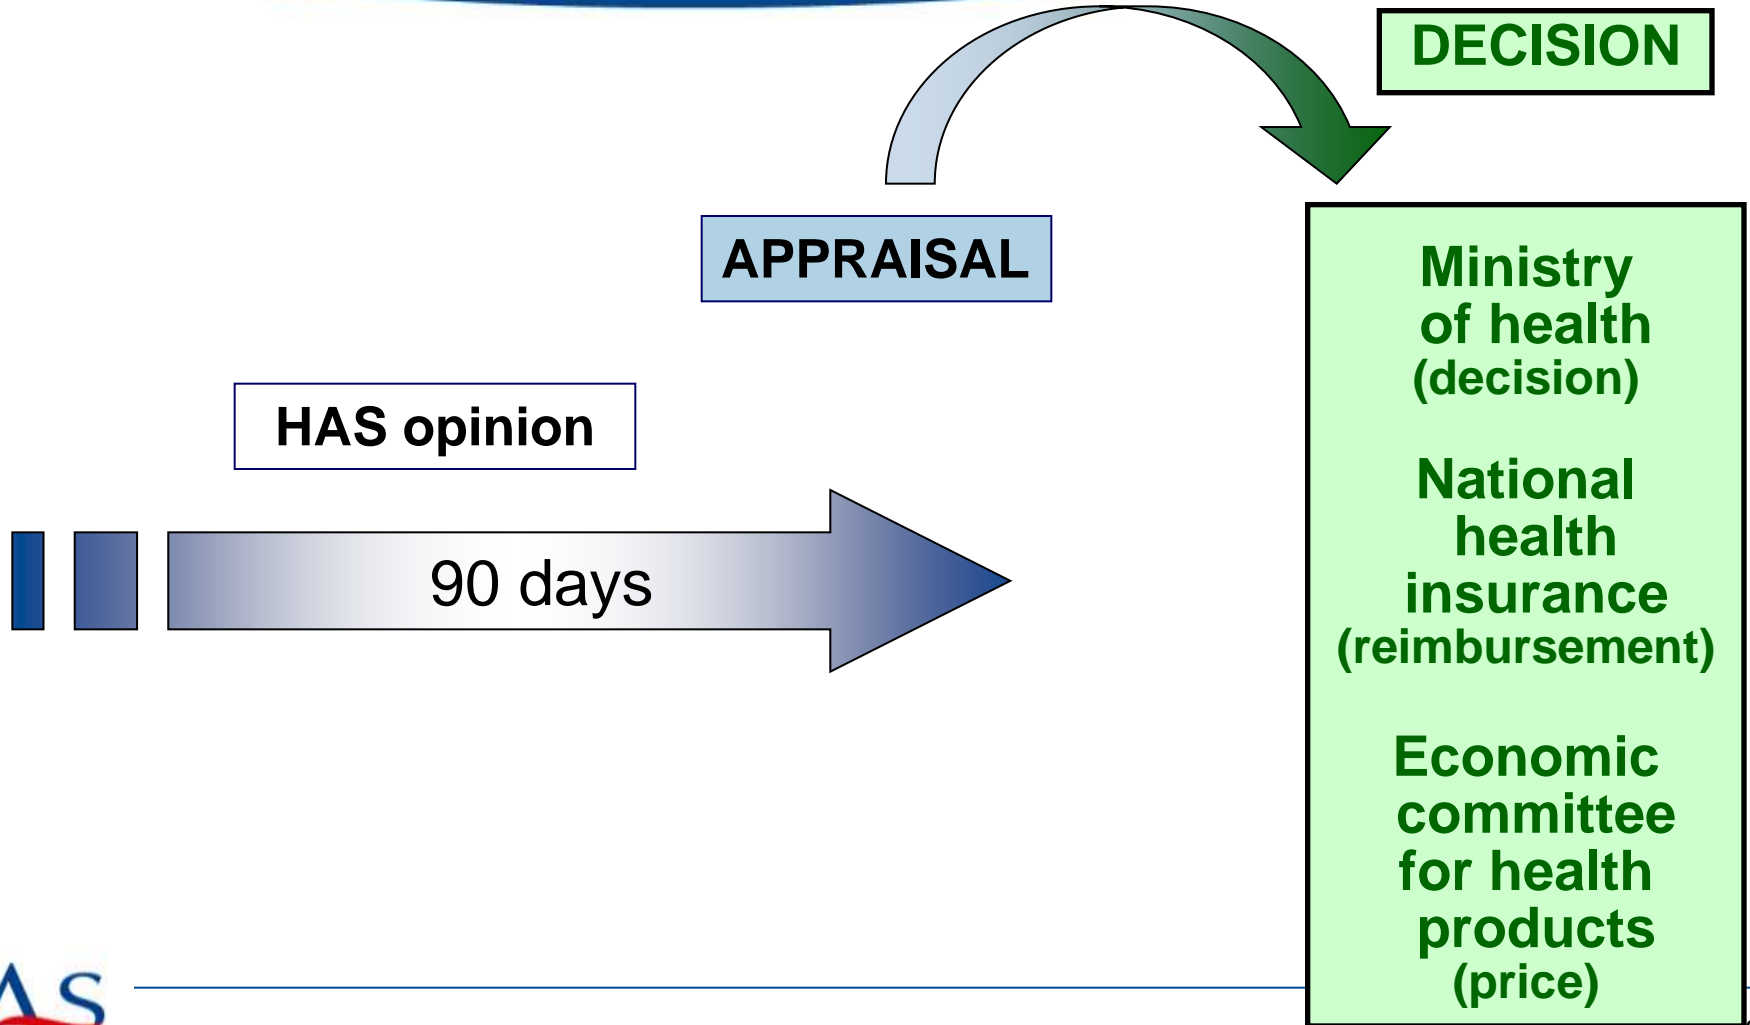 DECISION
APPRAISAL
HAS opinion
90 days
Ministry
of health
(decision)
National
health
insurance
(reimbursement)
Economic
committee
for health
products
(price)
AS